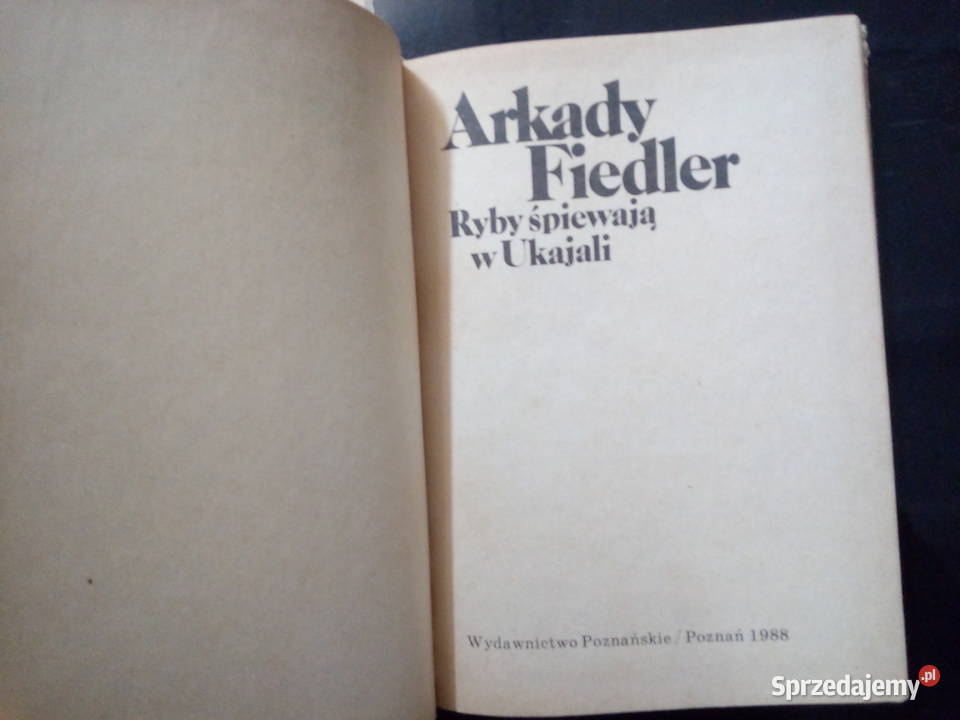 Arkady
Fiedler
Ryby śpiewają
w Ukajali
Wydawnictwo Poznańskie / Poznań 1988
Sprzedajemy.pl